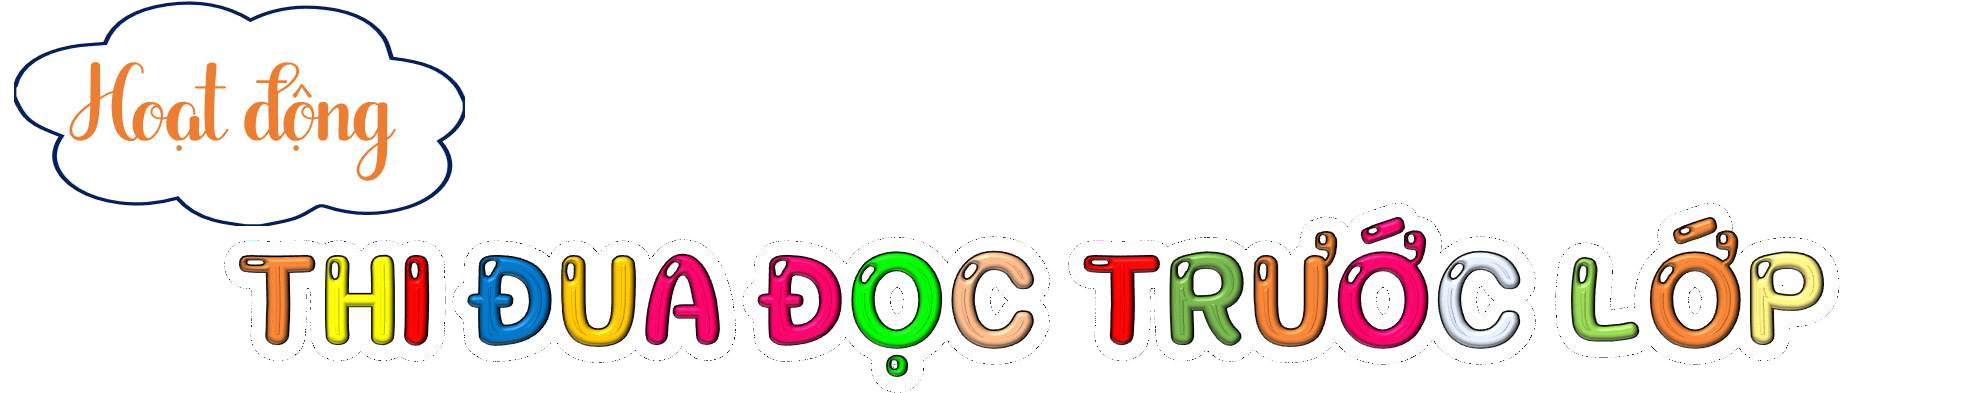 Hoạt động
THI ĐUA ĐỌC TRƯỚC LỚP